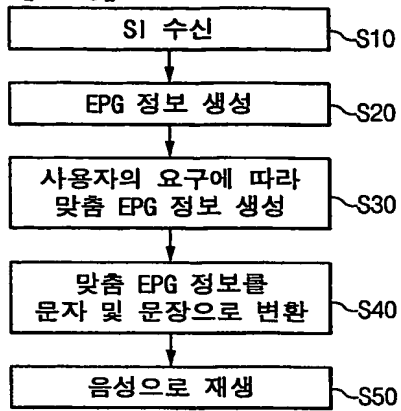 SI 수신
S10
EPG 정보 생성
S20
사용자의 요구에 따라
맞춤 EPG 정보 생성
S30
맞춤 EPG 정보를
문자 및 문장으로 변환
S40
음성으로 재생
S50